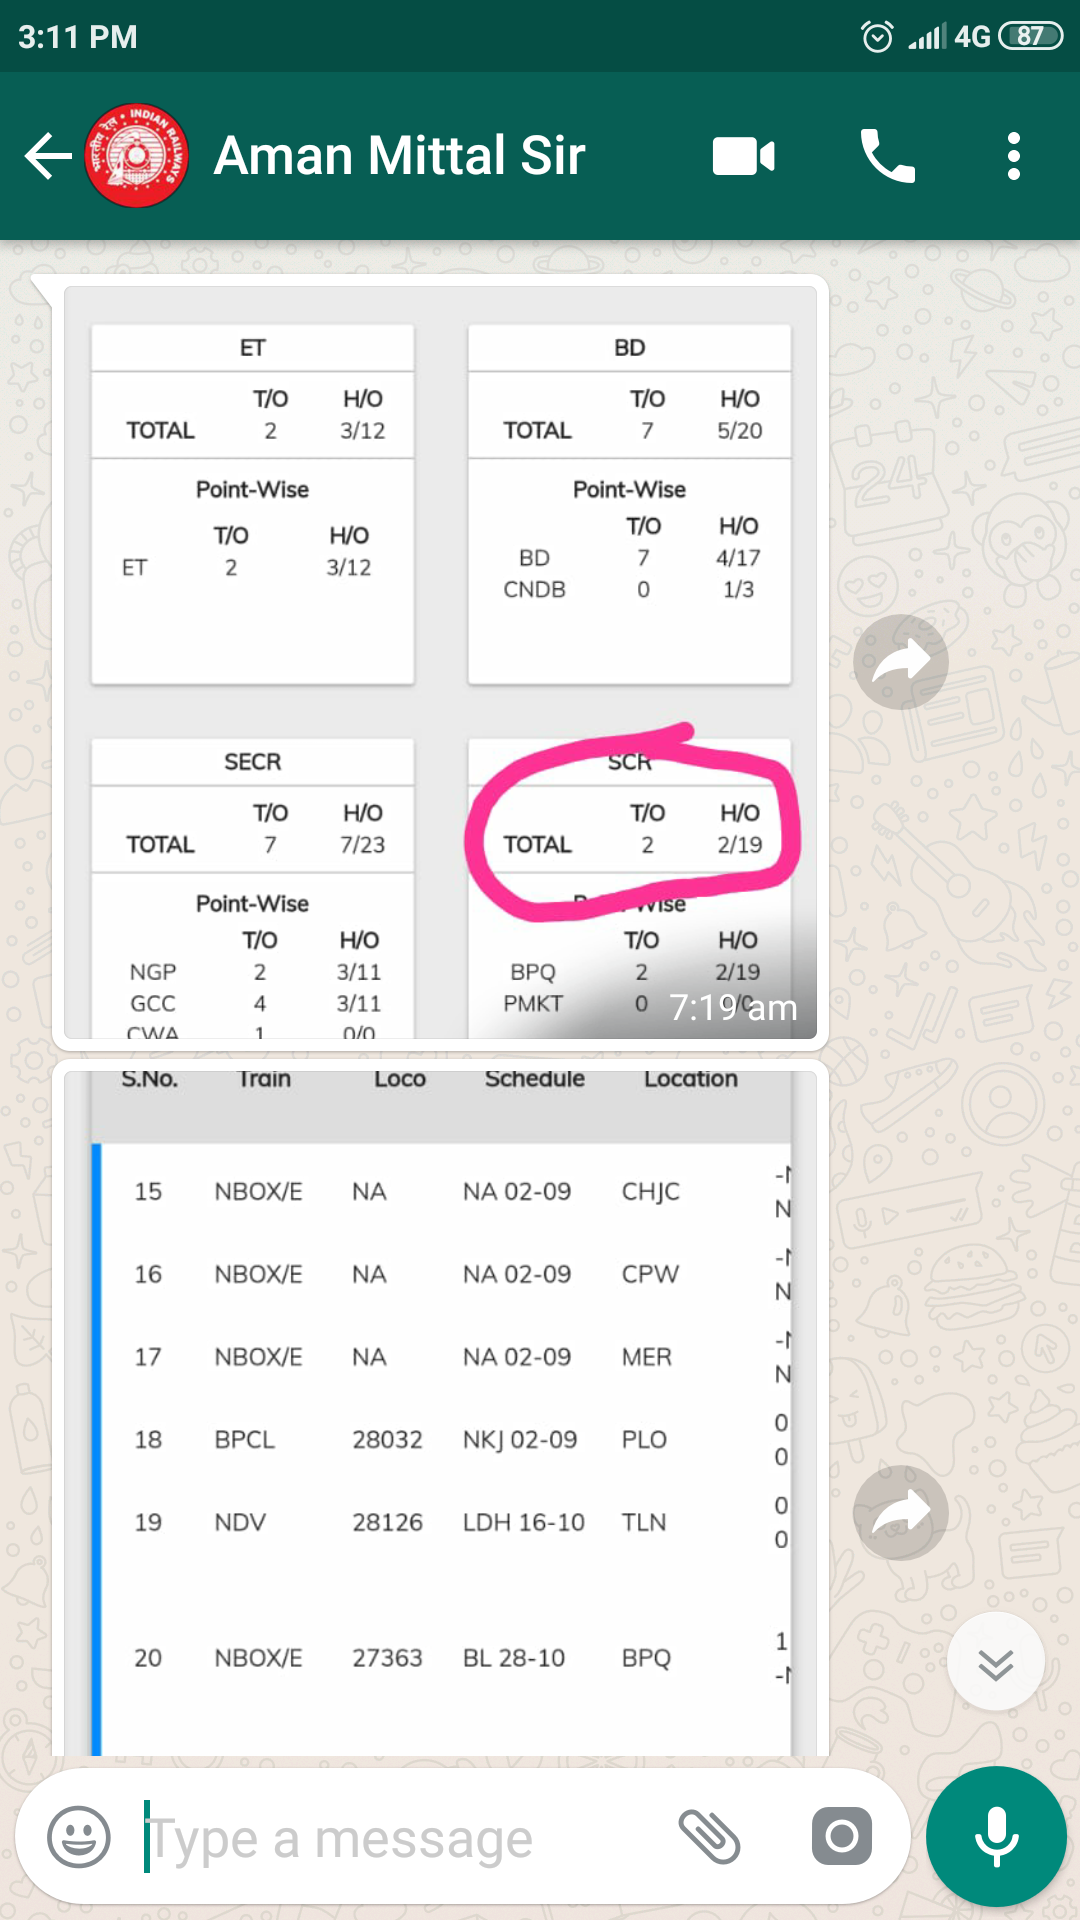 3:11 PM 4G 87
भारतीय रेल INDIAN RAILWAYS
Aman Mittal Sir
ET
T/O H/O
TOTAL 2 3/12
Point-Wise
T/O H/O
ET 2 3/12
BD
T/O H/O
TOTAL 7 5/20
Point-Wise
T/O H/O
BD 7 4/17
CNDB 0 1/3
SECR
T/O H/O
TOTAL 7 7/23
Point-Wise
T/O H/O
NGP 2 3/11
GCC 4 3/11
CWA 1 0/0
SCR
T/O H/O
TOTAL 2 2/19
Point-Wise
T/O H/O
BPQ 2 2/19
PMKT 0 0/0
7:19 am
S.No. Train Loco Schedule Location
15 NBOX/E NA NA 02-09 CHJC
16 NBOX/E NA NA 02-09 CPW
17 NBOX/E NA NA 02-09 MER
18 BPCL 28032 NKJ 02-09 PLO 0
0
19 NDV 28126 LDH 16-10 TLN 0
0
20 NBOX/E 27363 BL 28-10 BPQ 1
Type a message